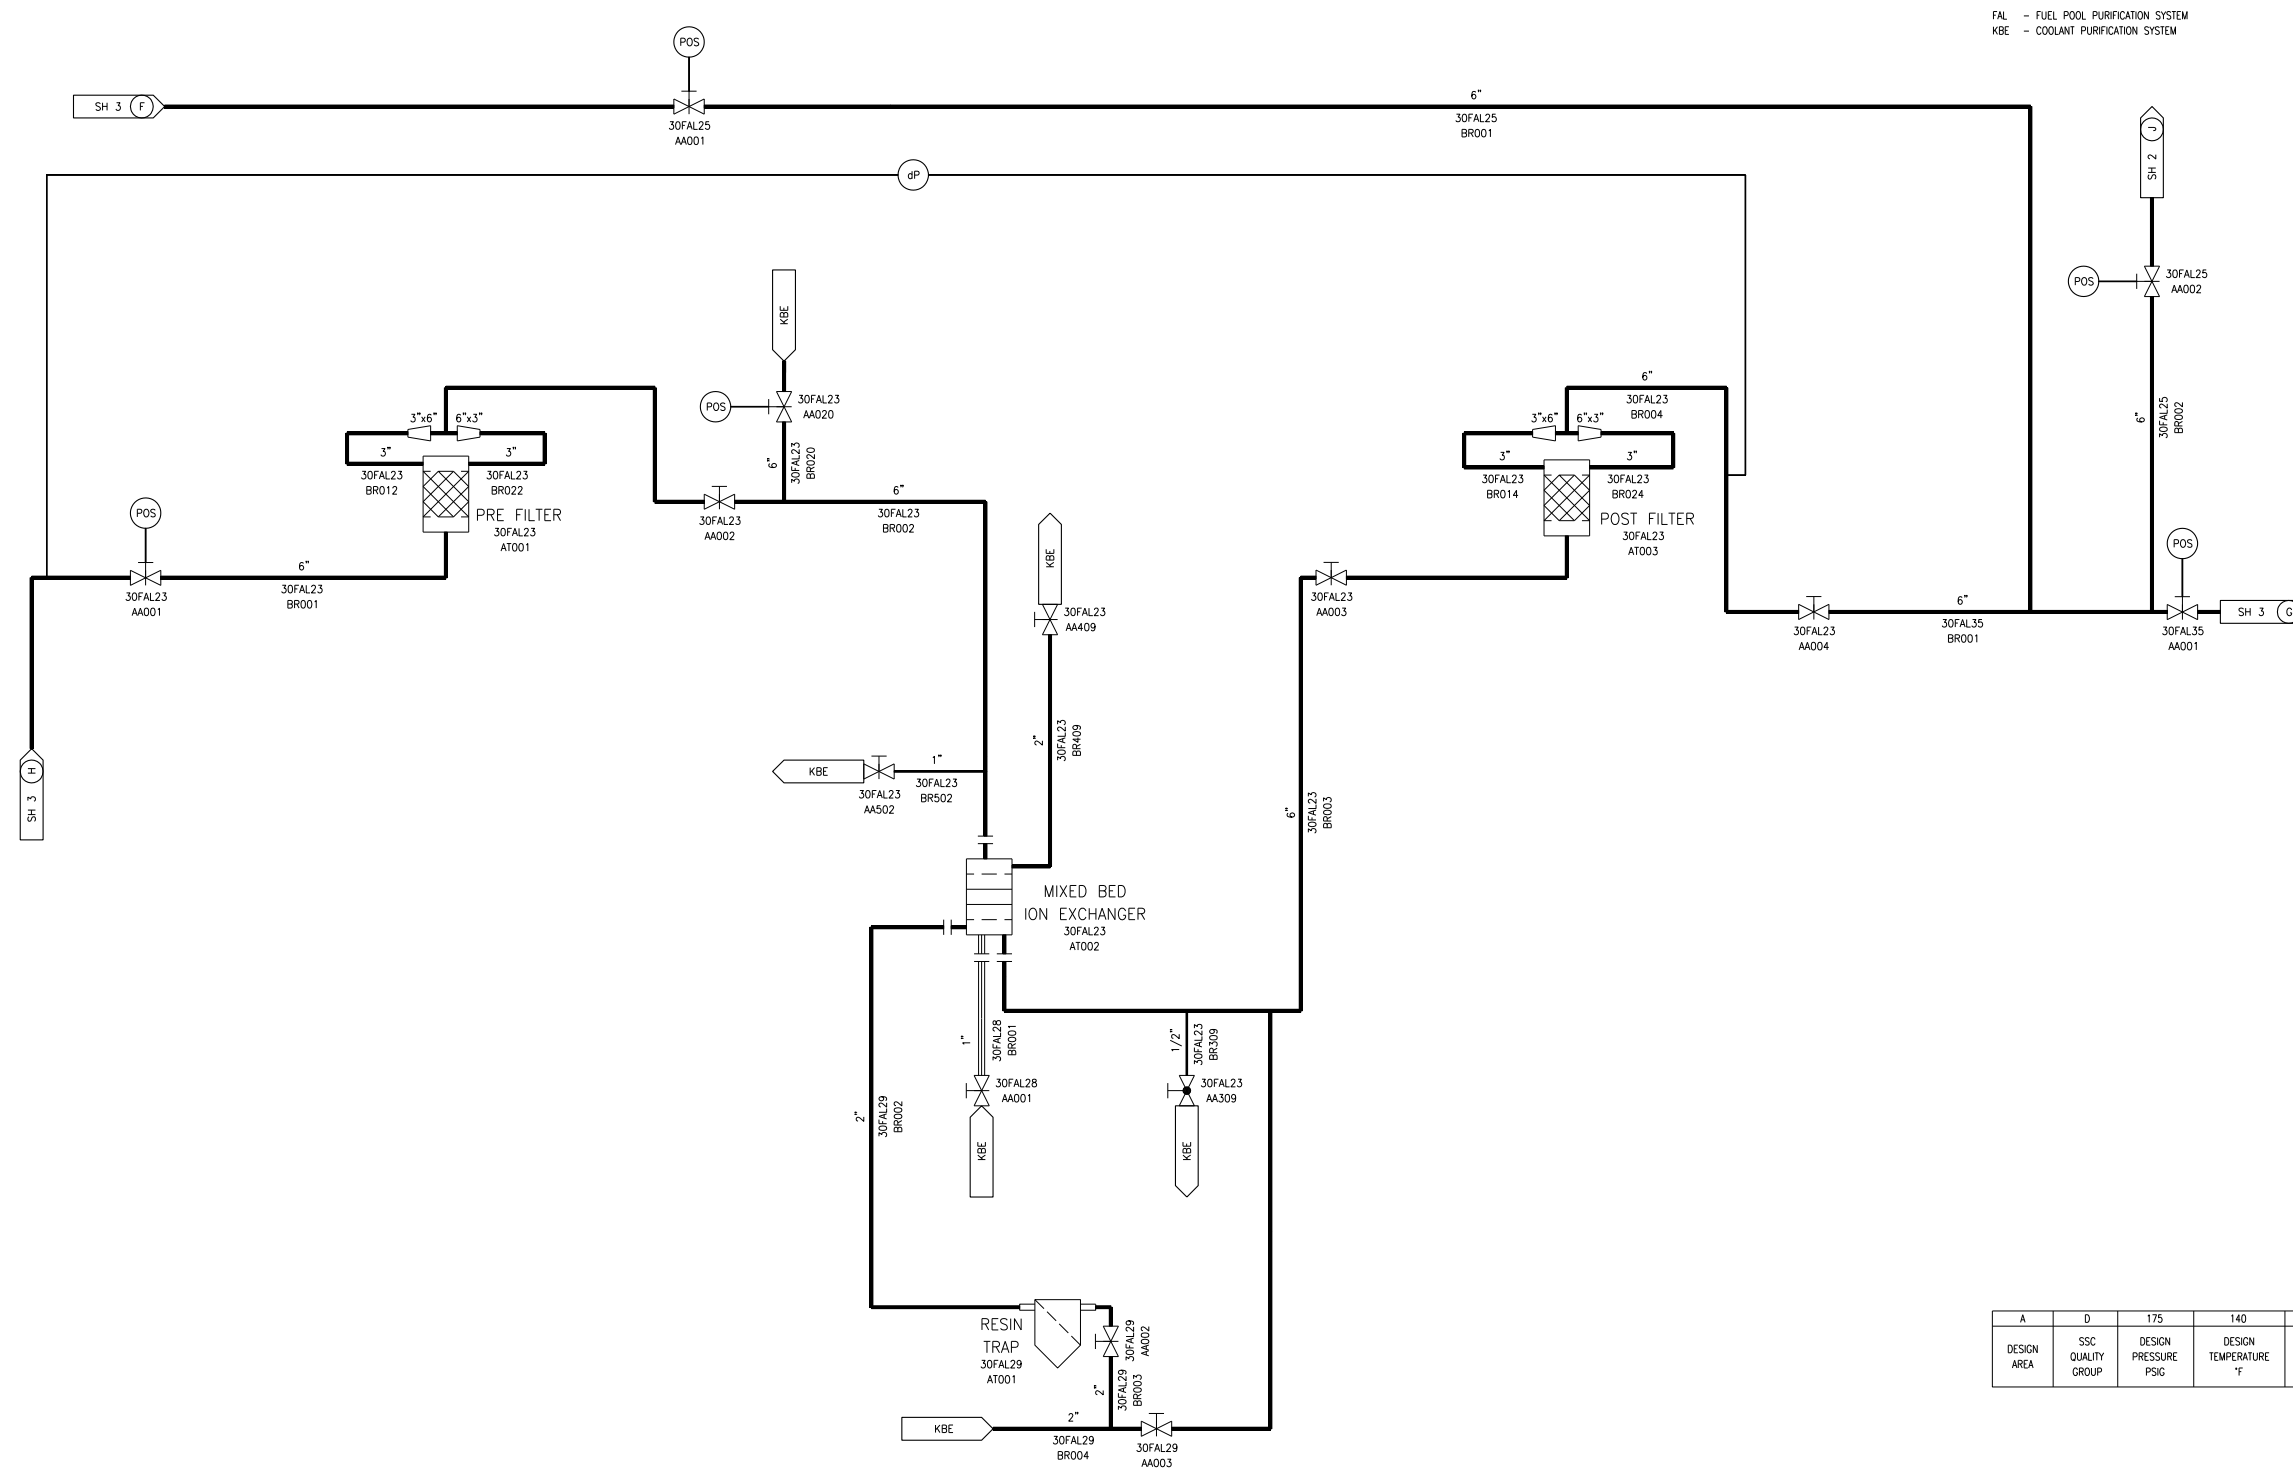 FAL – FUEL POOL PURIFICATION SYSTEM
KBE – COOLANT PURIFICATION SYSTEM
POS
SH 3 F
30FAL25
AA001
6"
30FAL25
BR001
SH 2 J
dP
POS
30FAL25
AA002
6"
30FAL25
BR002
KBE
POS
30FAL23
AA020
6"
30FAL23
BR020
3"x6"
6"x3"
3"
3"
30FAL23
BR012
30FAL23
BR022
PRE FILTER
30FAL23
AT001
POS
30FAL23
AA001
6"
30FAL23
BR001
30FAL23
AA002
6"
30FAL23
BR002
KBE
30FAL23
AA409
2"
30FAL23
BR409
6"
30FAL23
BR004
3"x6"
6"x3"
3"
3"
30FAL23
BR014
30FAL23
BR024
POST FILTER
30FAL23
AT003
30FAL23
AA003
30FAL23
AA004
6"
30FAL35
BR001
POS
30FAL35
AA001
SH 3 G
SH 3 H
KBE
30FAL23
AA502
1"
30FAL23
BR502
6"
30FAL23
BR003
MIXED BED
ION EXCHANGER
30FAL23
AT002
1"
30FAL28
BR001
30FAL28
AA001
KBE
1/2"
30FAL23
BR309
30FAL23
AA309
KBE
2"
30FAL29
BR002
RESIN
TRAP
30FAL29
AT001
30FAL29
AA002
2"
30FAL29
BR003
KBE
2"
30FAL29
BR004
30FAL29
AA003
A D 175 140
DESIGN
AREA
SSC
QUALITY
GROUP
DESIGN
PRESSURE
PSIG
DESIGN
TEMPERATURE
°F